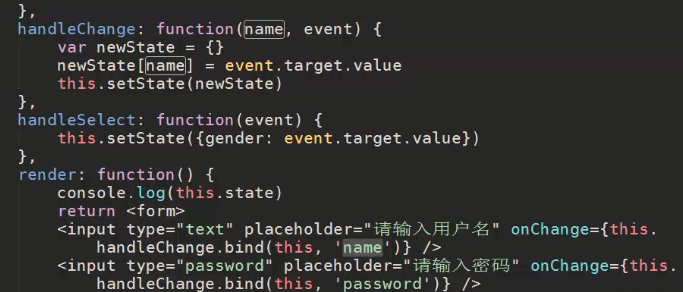 },
handleChange: function(name, event) {
var newState = {}
newState[name] = event.target.value
this.setState(newState)
},
handleSelect: function(event) {
this.setState({gender: event.target.value})
},
render: function() {
console.log(this.state)
return <form>
<input type="text" placeholder="请输入用户名" onChange={this.
handleChange.bind(this, 'name')} />
<input type="password" placeholder="请输入密码" onChange={this.
handleChange.bind(this, 'password')} />